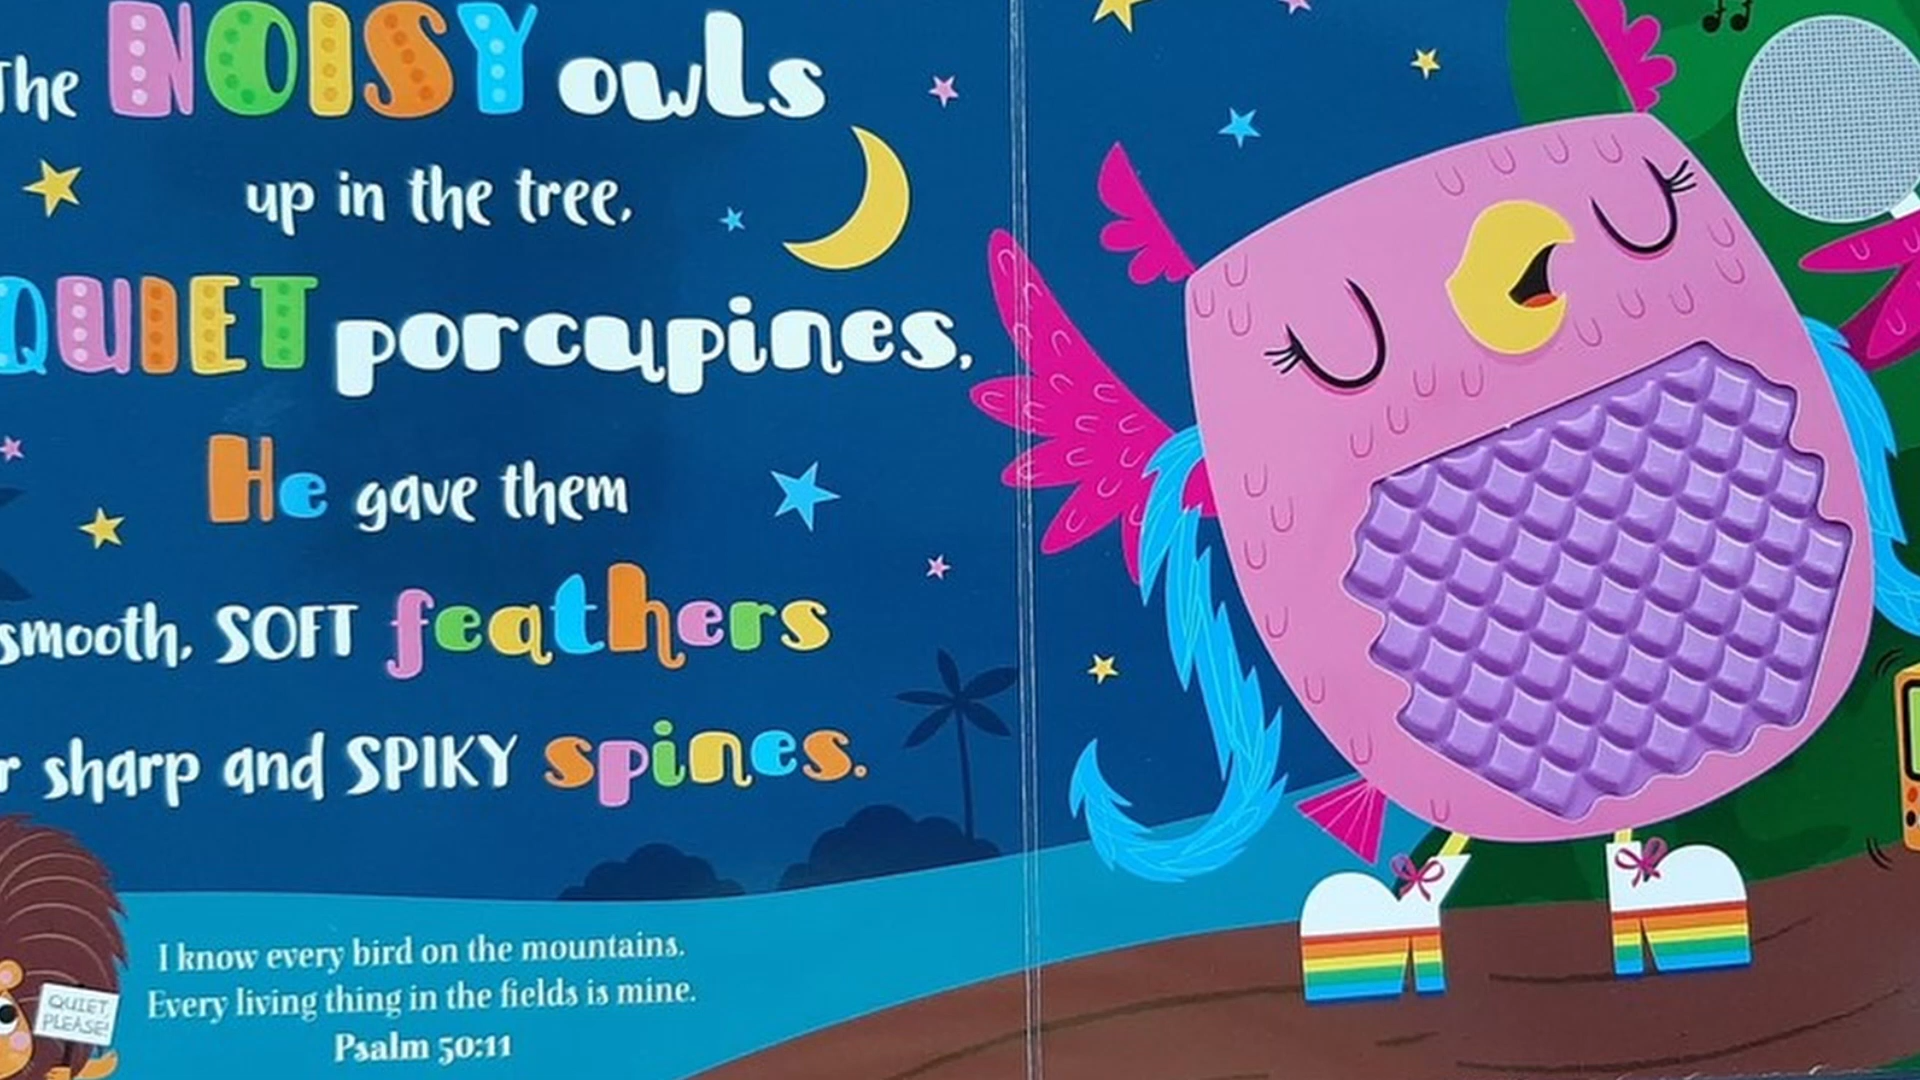 The NOISY owls
up in the tree,
QUIET porcupines,
He gave them
smooth, SOFT feathers
r sharp and SPIKY spines.
I know every bird on the mountains.
Every living thing in the fields is mine.
Psalm 50:11
QUIET,
PLEASE!